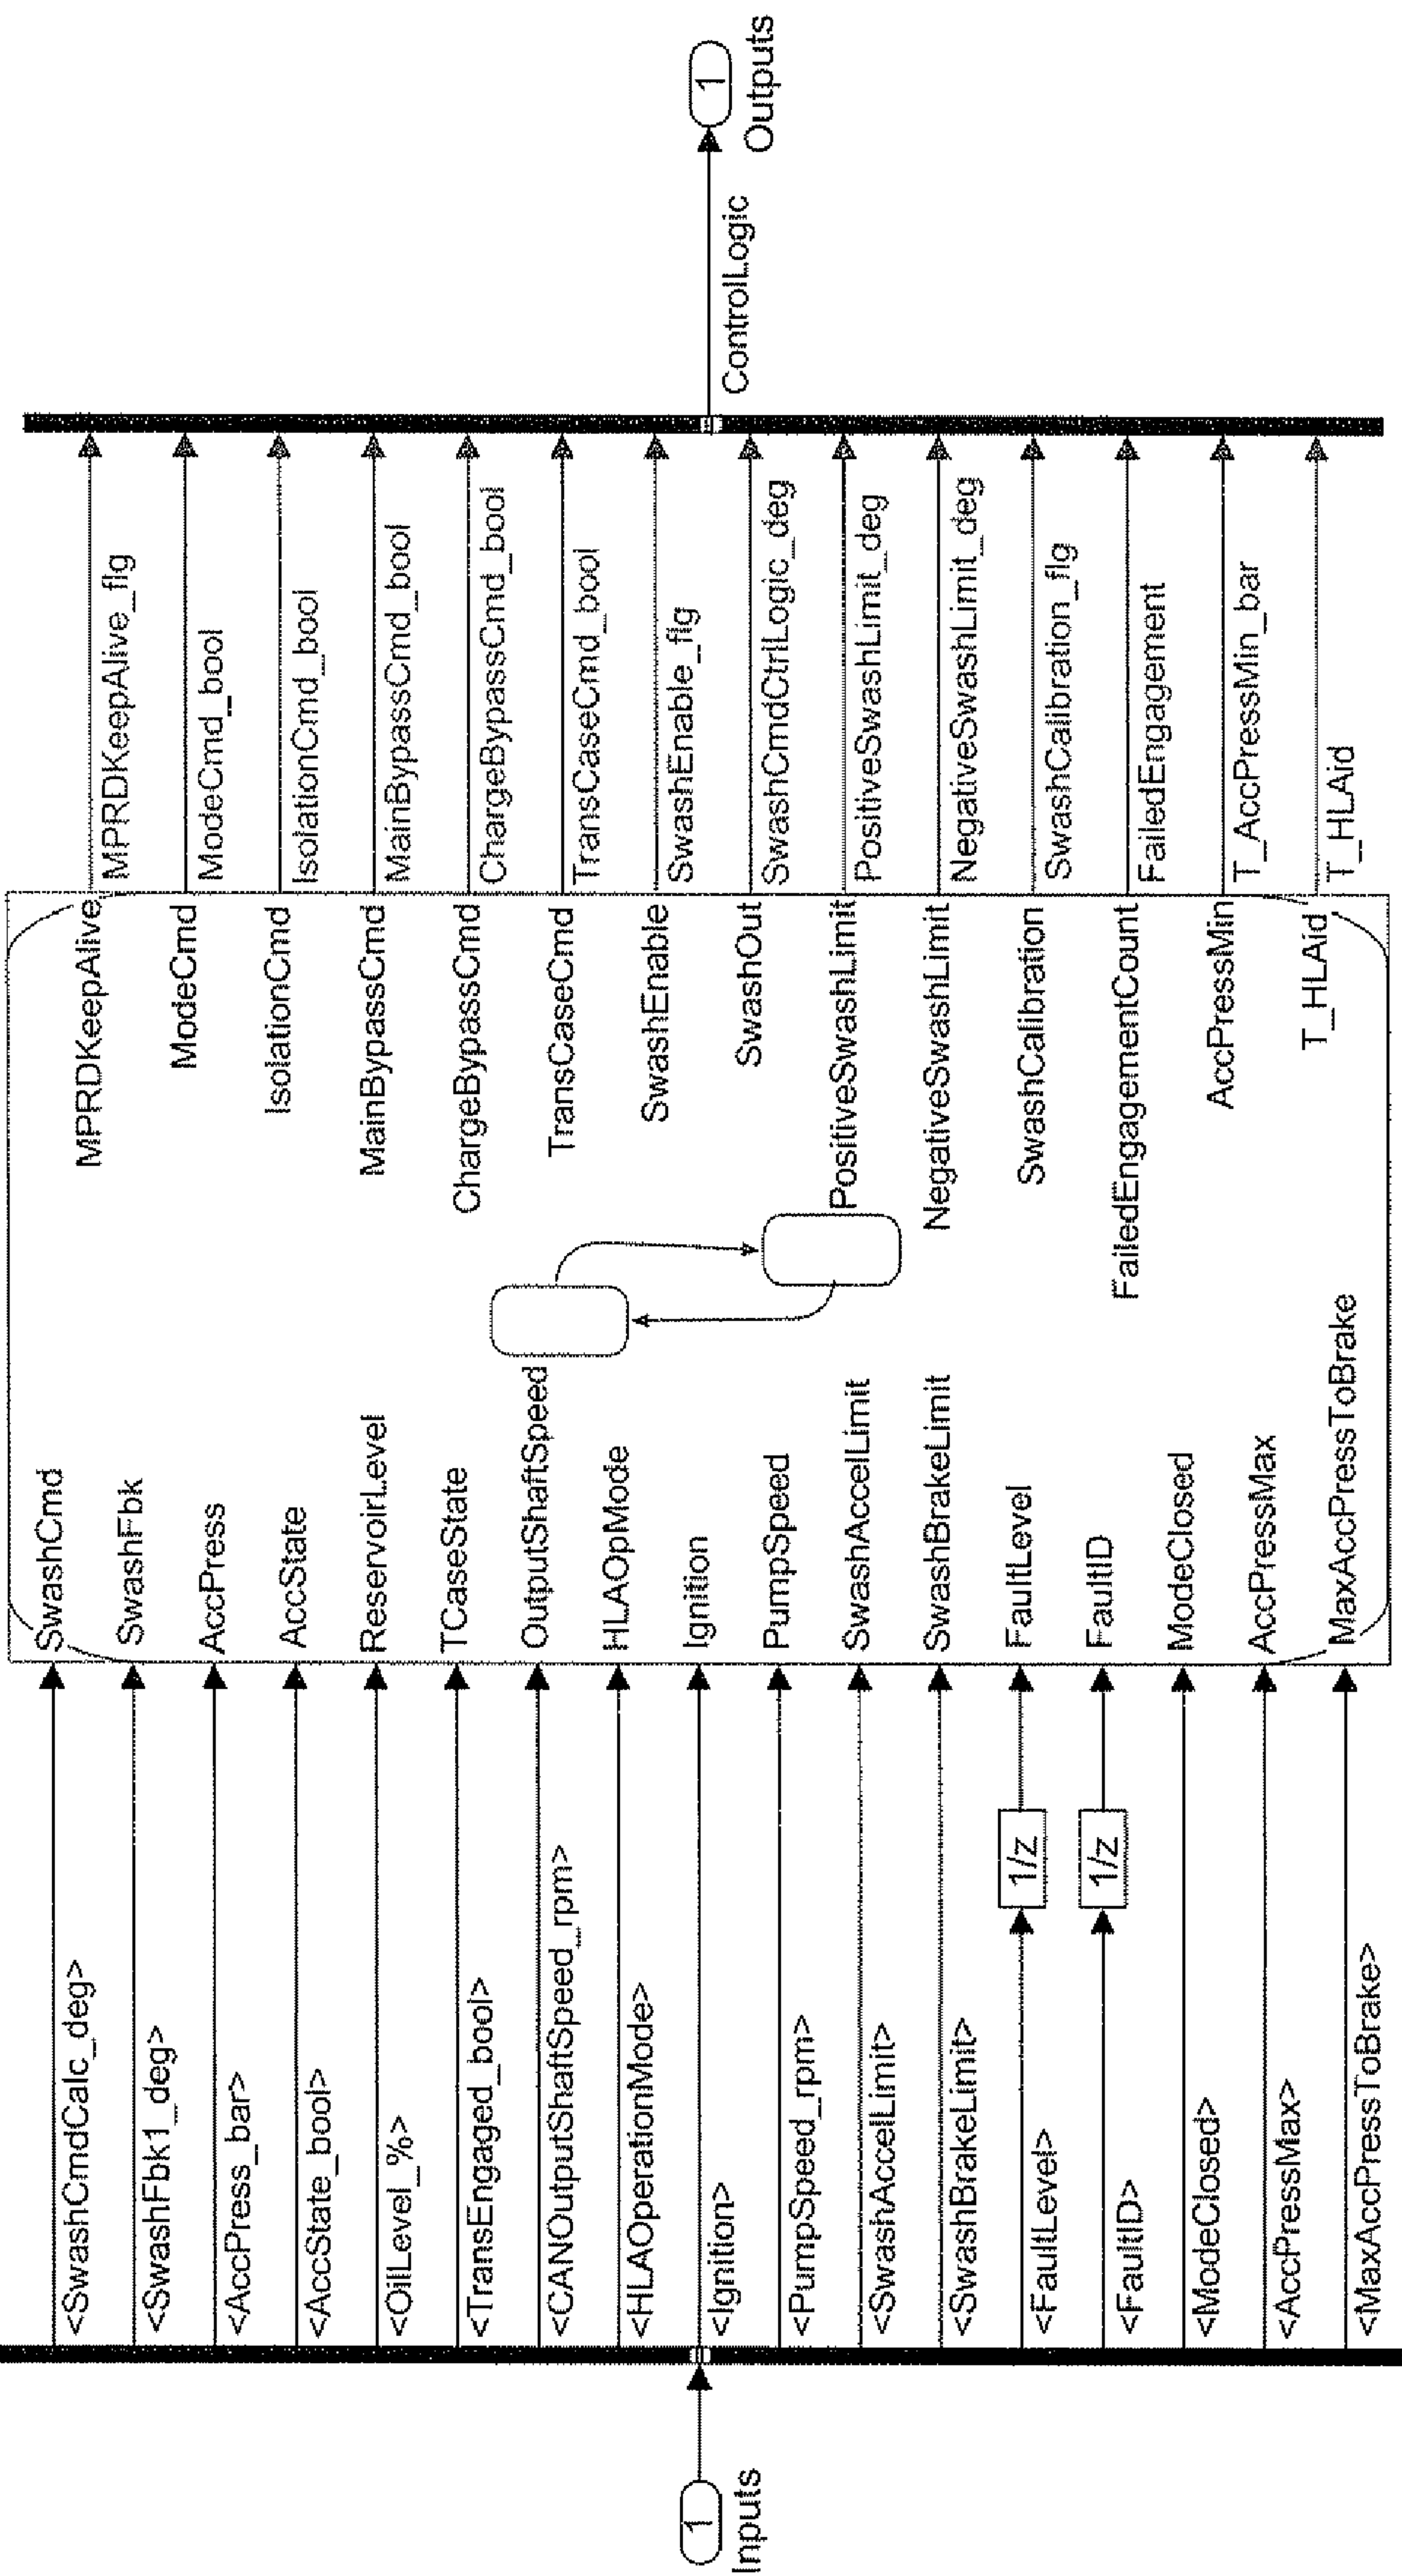 1
Inputs
<SwashCmdCalc_deg>
<SwashFbk1_deg>
<AccPress_bar>
<AccState_bool>
<OilLevel_%>
<TransEngaged_bool>
<CANOutputShaftSpeed_rpm>
<HLAOperationMode>
<Ignition>
<PumpSpeed_rpm>
<SwashAccelLimit>
<SwashBrakeLimit>
<FaultLevel>
<FaultID>
<ModeClosed>
<AccPressMax>
<MaxAccPressToBrake>
1/z
1/z
SwashCmd
SwashFbk
AccPress
AccState
ReservoirLevel
TCaseState
OutputShaftSpeed
HLAOpMode
Ignition
PumpSpeed
SwashAccelLimit
SwashBrakeLimit
FaultLevel
FaultID
ModeClosed
AccPressMax
MaxAccPressToBrake
MPRDKeepAlive
ModeCmd
IsolationCmd
MainBypassCmd
ChargeBypassCmd
TransCaseCmd
SwashEnable
SwashOut
PositiveSwashLimit
NegativeSwashLimit
SwashCalibration
FailedEngagementCount
AccPressMin
T_HLAid
MPRDKeepAlive_flg
ModeCmd_bool
IsolationCmd_bool
MainBypassCmd_bool
ChargeBypassCmd_bool
TransCaseCmd_bool
SwashEnable_flg
SwashCmdCtrlLogic_deg
PositiveSwashLimit_deg
NegativeSwashLimit_deg
SwashCalibration_flg
FailedEngagement
T_AccPressMin_bar
T_HLAid
ControlLogic
1
Outputs